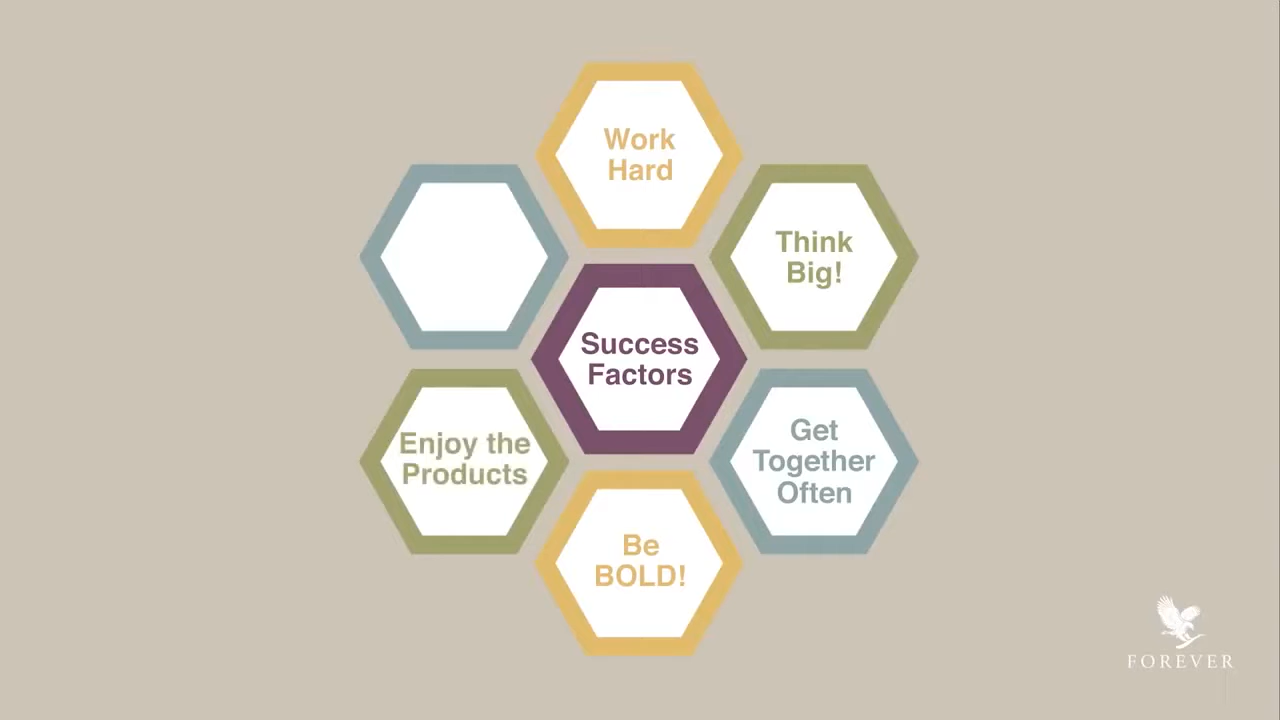 Work
Hard
Think
Big!
Success
Factors
Get
Together
Often
Enjoy the
Products
Be
BOLD!
FOREVER